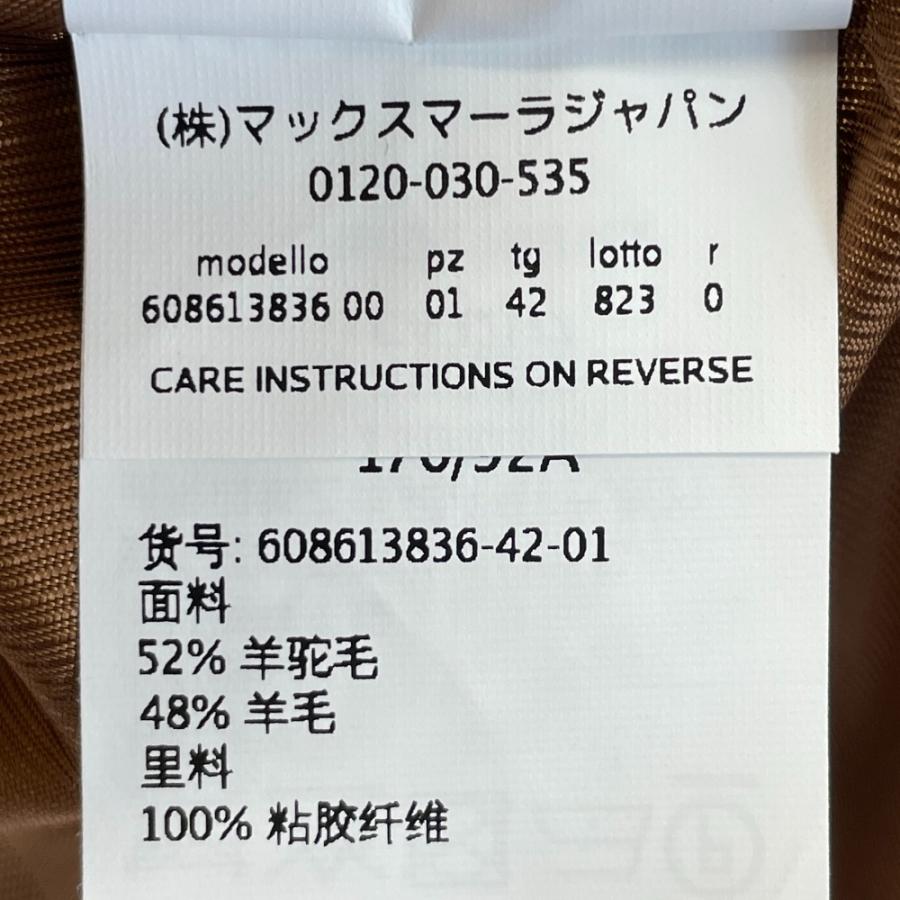 (株)マックスマーラジャパン
0120-030-535
modello pz tg lotto r
608613836 00 01 42 823 0
CARE INSTRUCTIONS ON REVERSE
货号: 608613836-42-01
面料
52% 羊驼毛
48% 羊毛
里料
100% 粘胶纤维